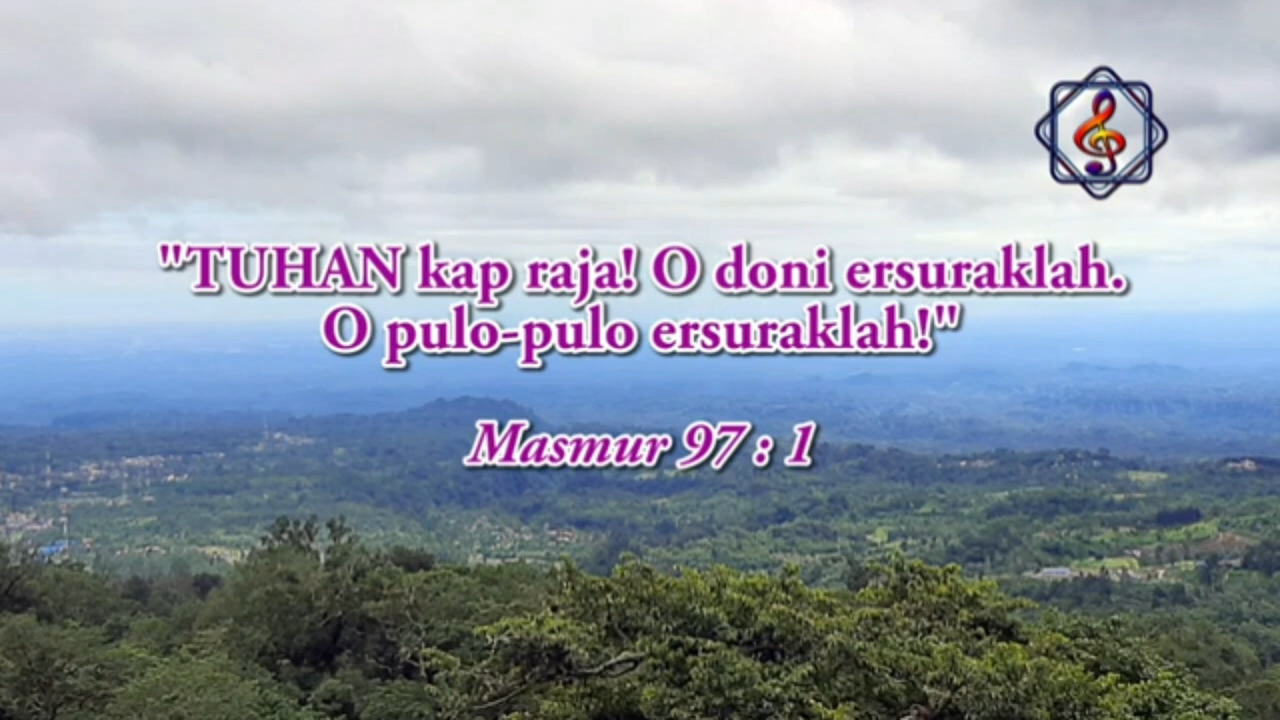 "TUHAN kap raja! O doni ersuraklah.
O pulo-pulo ersuraklah!"
Masmur 97 : 1